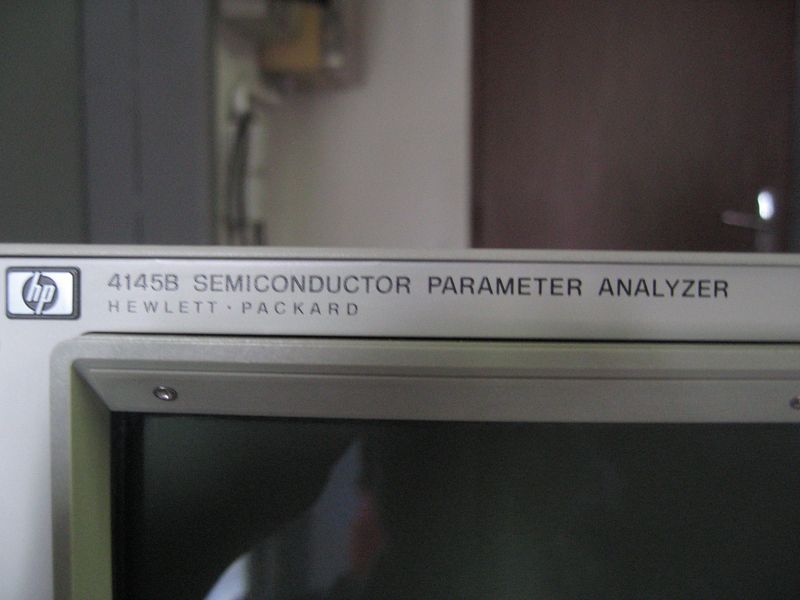 hp
4145B SEMICONDUCTOR PARAMETER ANALYZER
HEWLETT · PACKARD